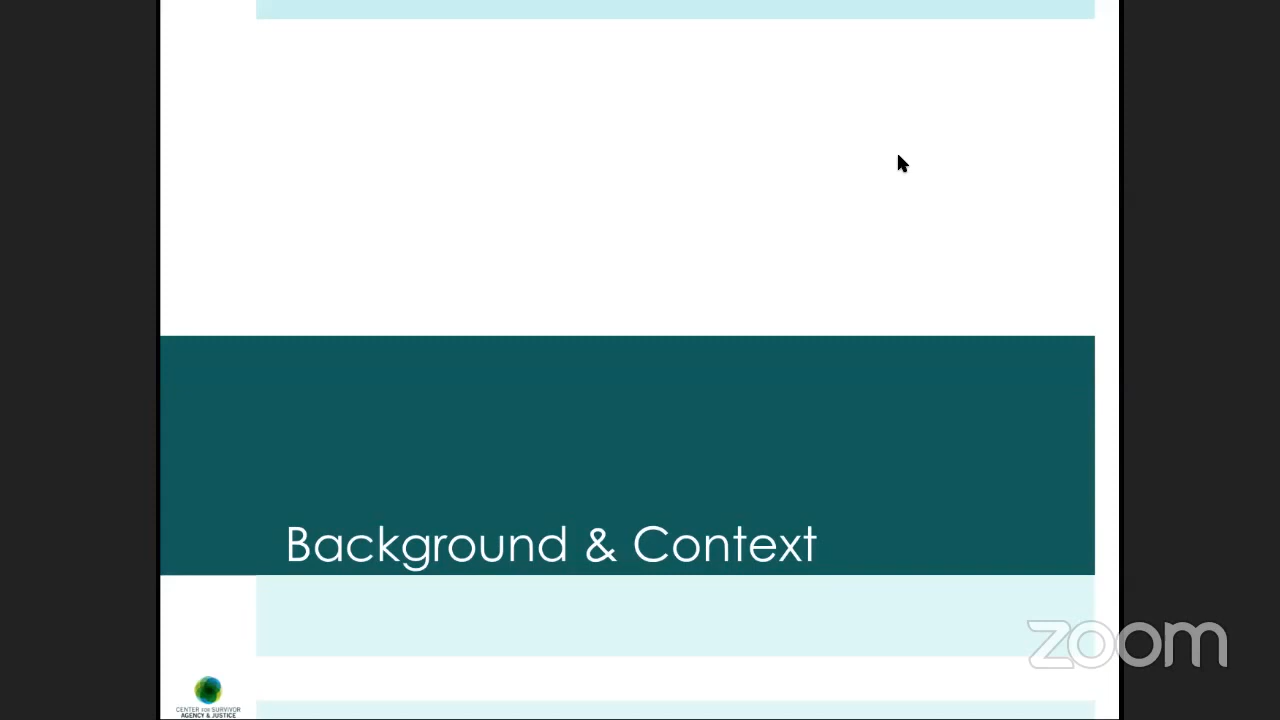 Background & Context
zoom
CENTER FOR SURVIVOR
AGENCY & JUSTICE